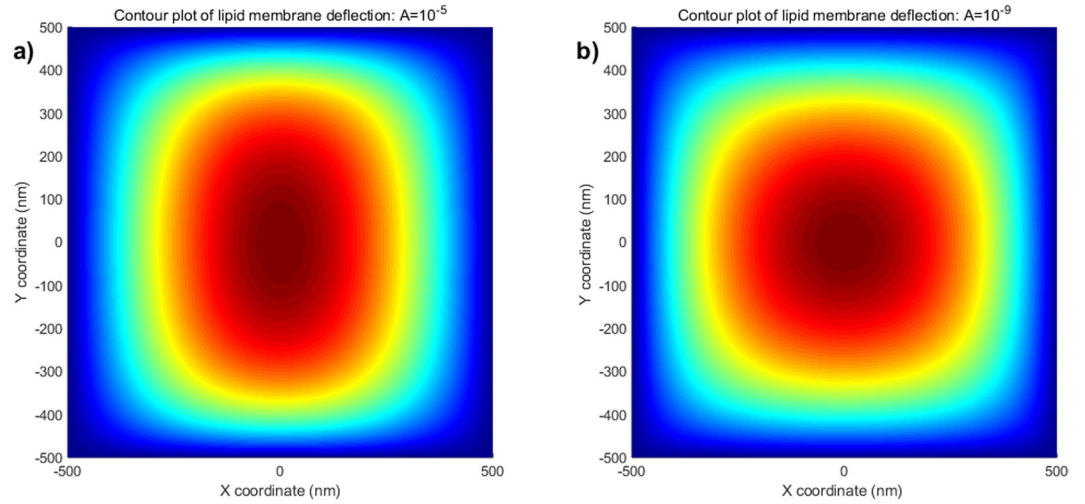 Contour plot of lipid membrane deflection: A=10⁻⁵
a)
500
400
300
200
100
0
-100
-200
-300
-400
-500
Y coordinate (nm)
-500 0 500
X coordinate (nm)
Contour plot of lipid membrane deflection: A=10⁻⁹
b)
500
400
300
200
100
0
-100
-200
-300
-400
-500
Y coordinate (nm)
-500 0 500
X coordinate (nm)